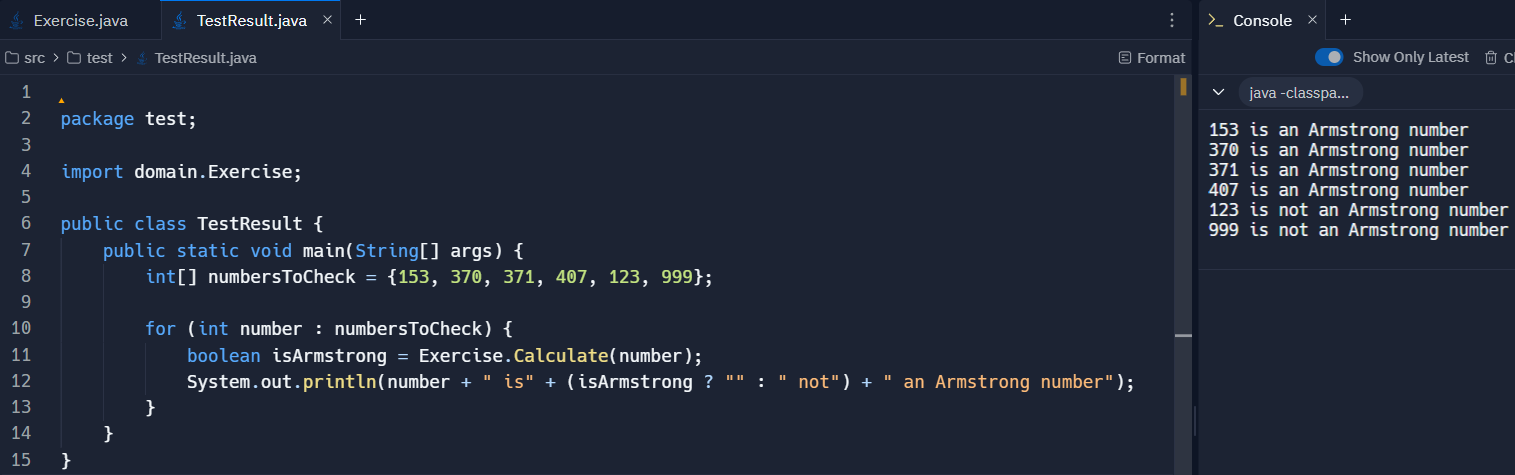 Exercise.java
TestResult.java
src > test > TestResult.java
Format
1
2 package test;
3
4 import domain.Exercise;
5
6 public class TestResult {
7 public static void main(String[] args) {
8 int[] numbersToCheck = {153, 370, 371, 407, 123, 999};
9
10 for (int number : numbersToCheck) {
11 boolean isArmstrong = Exercise.Calculate(number);
12 System.out.println(number + " is" + (isArmstrong ? "" : " not") + " an Armstrong number");
13 }
14 }
15 }
Console
Show Only Latest
java -classpa...
153 is an Armstrong number
370 is an Armstrong number
371 is an Armstrong number
407 is an Armstrong number
123 is not an Armstrong number
999 is not an Armstrong number